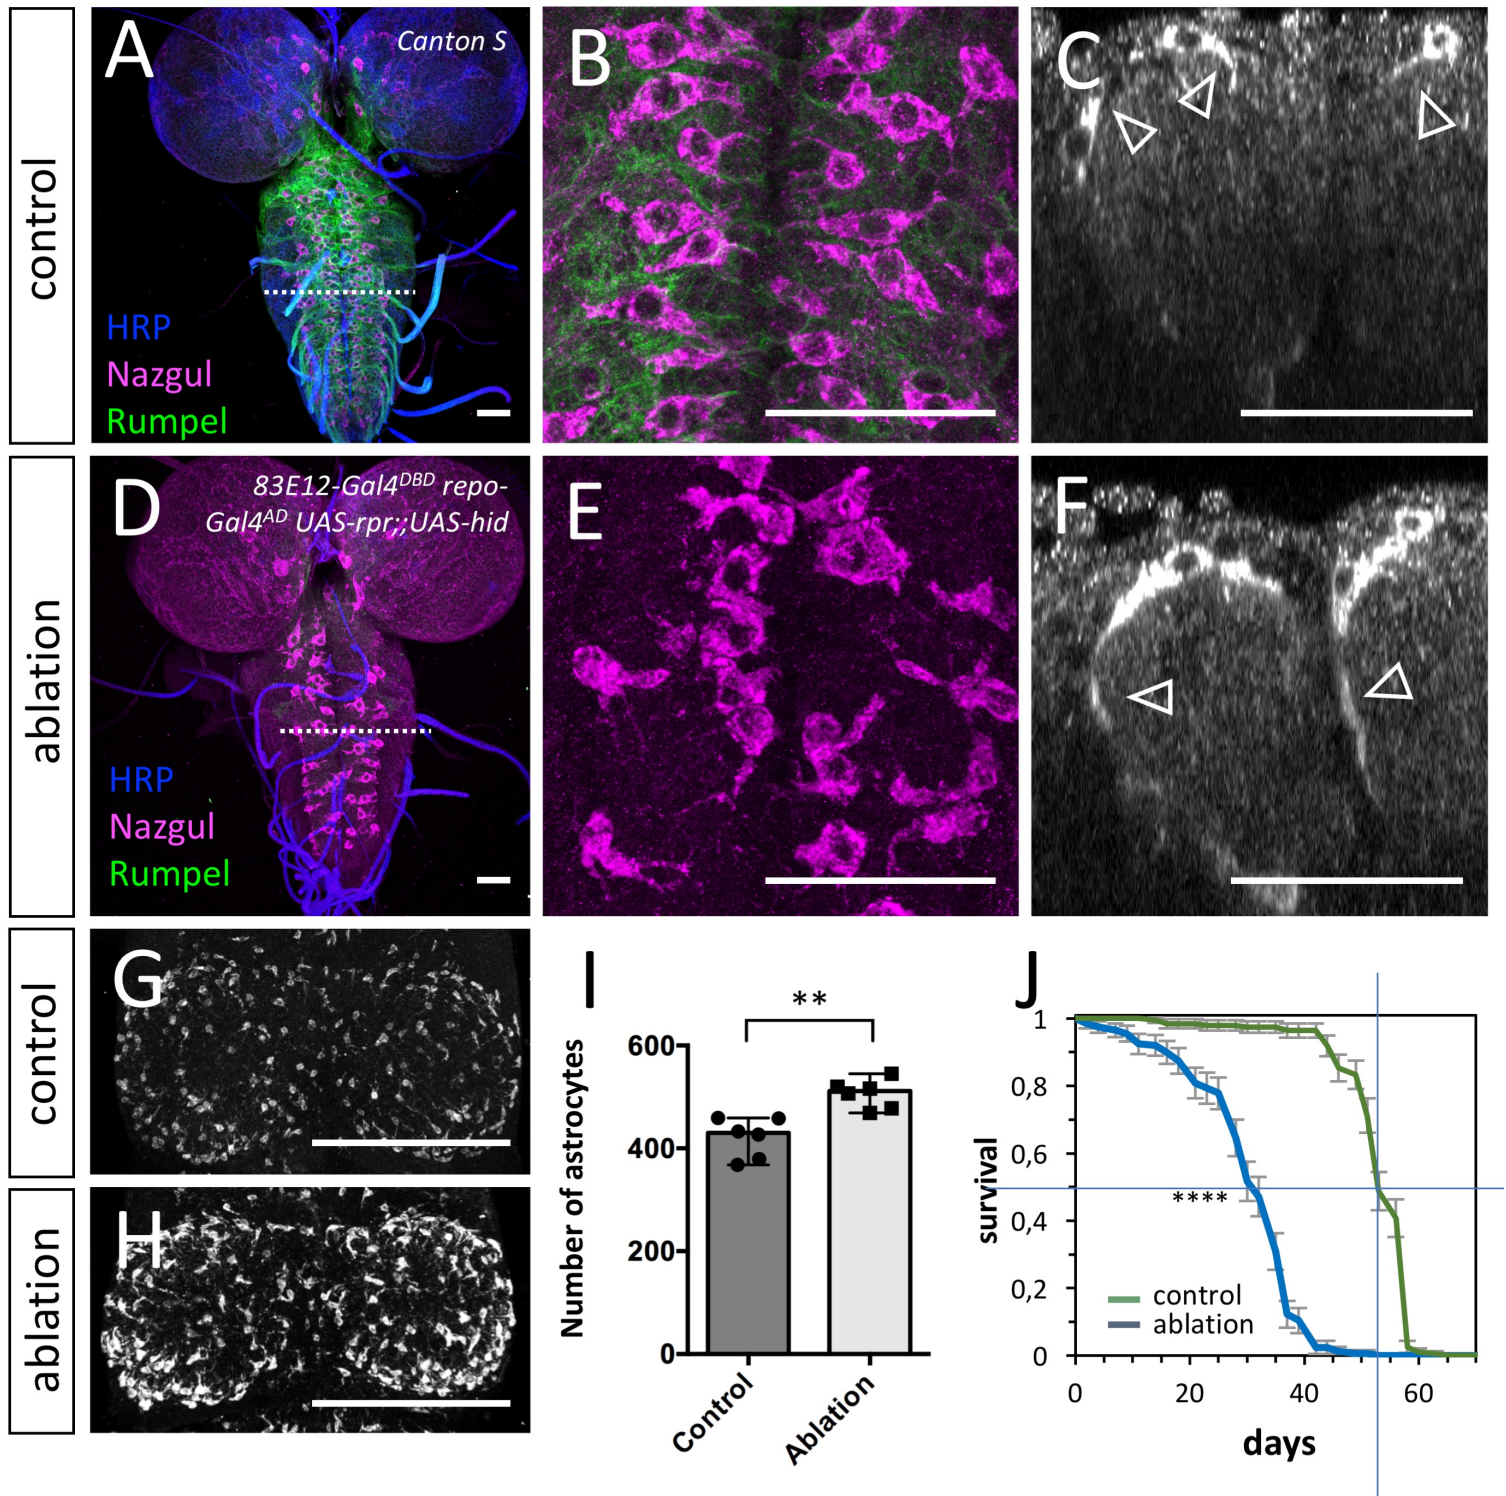 control
A
Canton S
HRP
Nazgul
Rumpel
B
C
ablation
D
83E12-Gal4DBD repo-
Gal4AD UAS-rpr;;UAS-hid
HRP
Nazgul
Rumpel
E
F
control
G
ablation
H
I
**
Number of astrocytes
600
400
200
0
Control
Ablation
J
survival
1
0,8
0,6
0,4
0,2
0
****
control
ablation
0
20
40
60
days